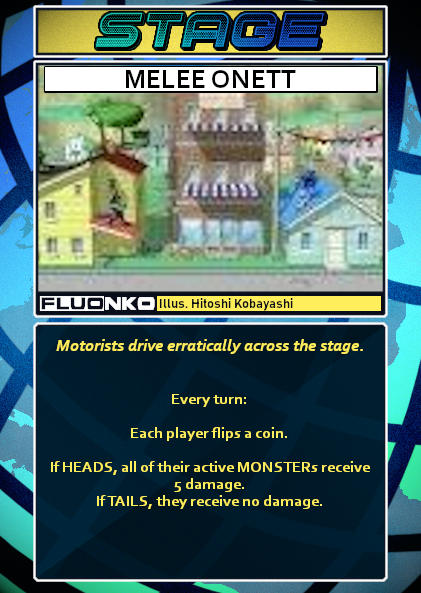 STAGE
MELEE ONETT
FLUONKO Illus. Hitoshi Kobayashi
Motorists drive erratically across the stage.
Every turn:
Each player flips a coin.
If HEADS, all of their active MONSTERs receive
5 damage.
If TAILS, they receive no damage.